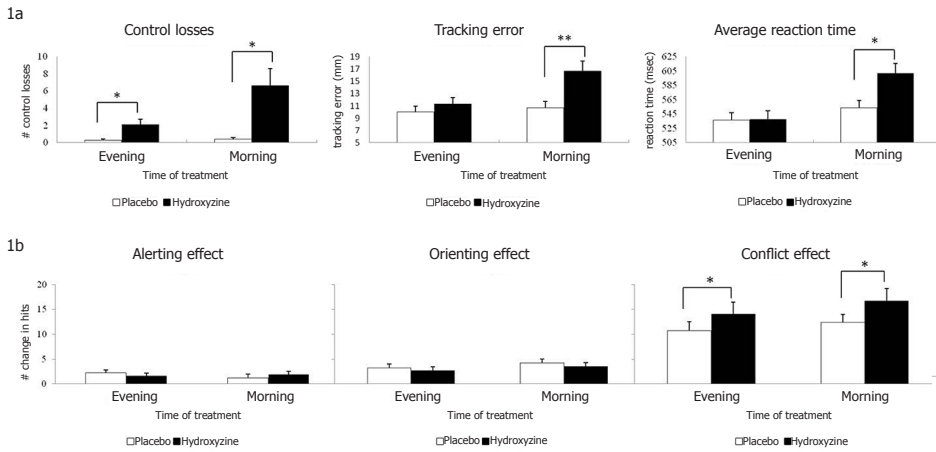 1a
Control losses
Tracking error
Average reaction time
# control losses
10
8
6
4
2
0
*
*
Evening
Morning
Time of treatment
Placebo
Hydroxyzine
tracking error (mm)
19
17
15
13
11
9
7
5
**
Evening
Morning
Time of treatment
Placebo
Hydroxyzine
reaction time (msec)
625
605
585
565
545
525
505
*
Evening
Morning
Time of treatment
Placebo
Hydroxyzine
1b
Alerting effect
Orienting effect
Conflict effect
# change in hits
20
15
10
5
0
Evening
Morning
Time of treatment
Placebo
Hydroxyzine
Evening
Morning
Time of treatment
Placebo
Hydroxyzine
*
*
Evening
Morning
Time of treatment
Placebo
Hydroxyzine